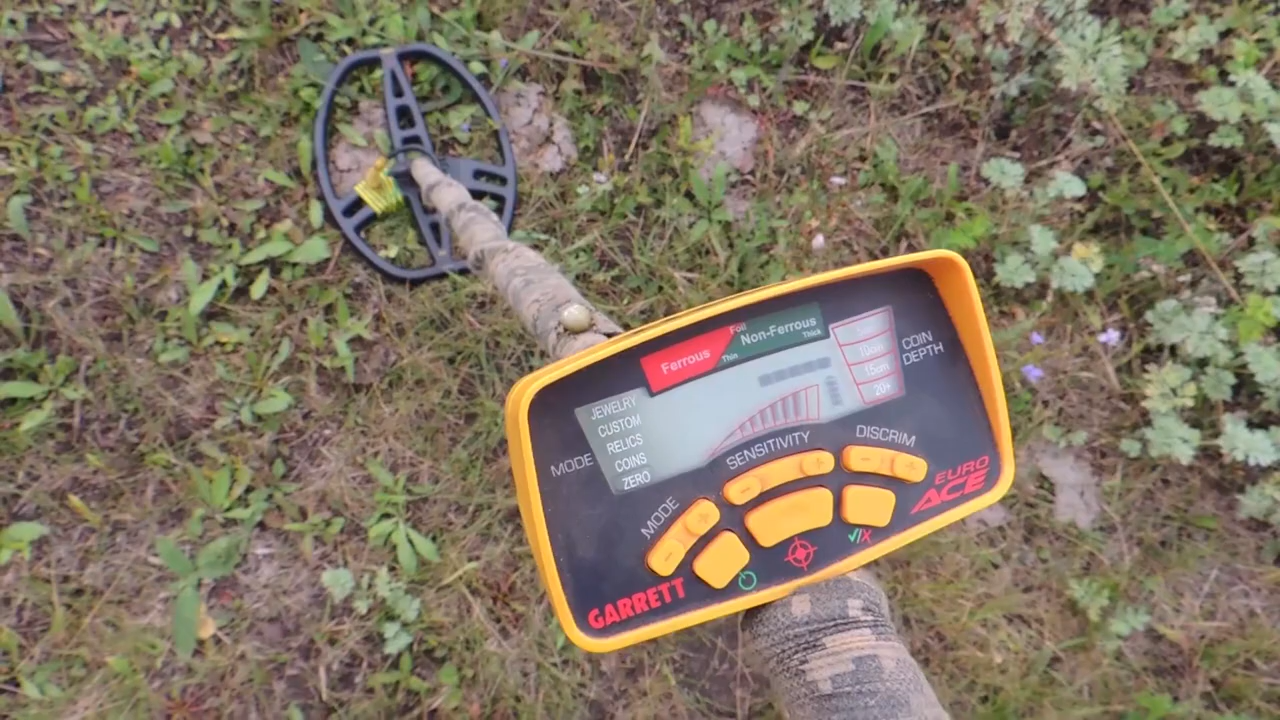 Ferrous
Foil
Thin
Non-Ferrous
Thick
5cm
10cm
15cm
20+
COIN
DEPTH
MODE
JEWELRY
CUSTOM
RELICS
COINS
ZERO
SENSITIVITY
- +
DISCRIM
- +
MODE
- +
√/X
EURO
ACE
GARRETT